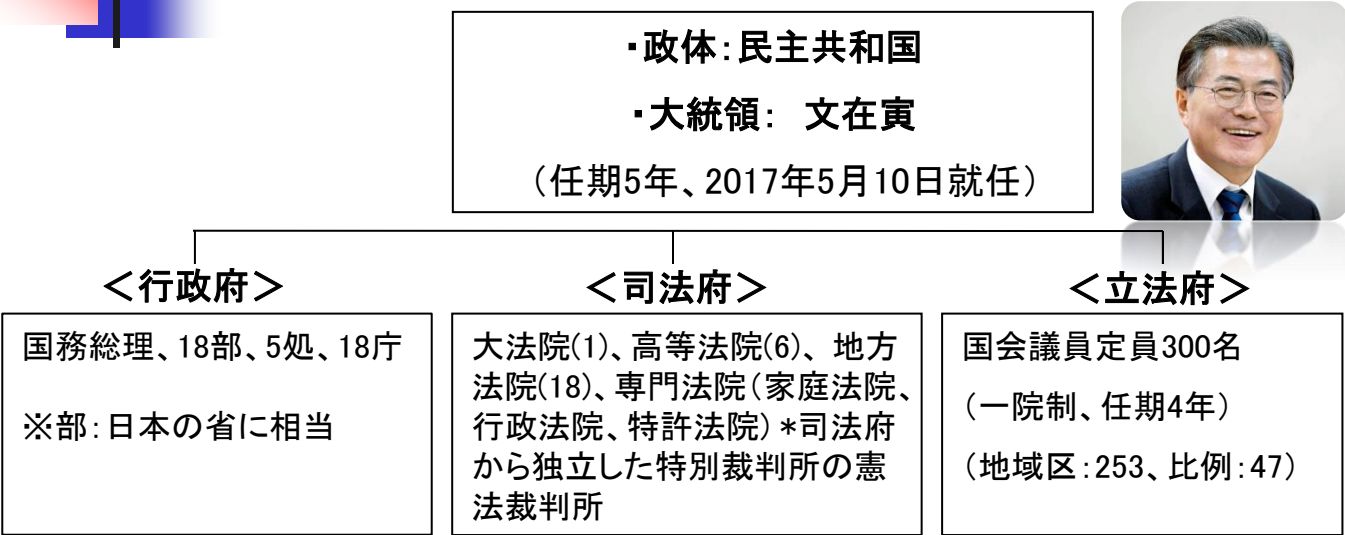 ・政体：民主共和国
・大統領： 文在寅
（任期5年、2017年5月10日就任）
＜行政府＞
国務総理、18部、5処、18庁
※部：日本の省に相当
＜司法府＞
大法院(1)、高等法院(6)、地方
法院(18)、専門法院（家庭法院、
行政法院、特許法院）*司法府
から独立した特別裁判所の憲
法裁判所
＜立法府＞
国会議員定員300名
（一院制、任期4年）
（地域区：253、比例：47）